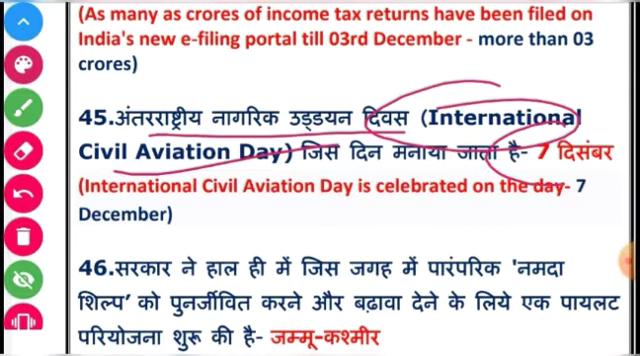 (As many as crores of income tax returns have been filed on
India's new e-filing portal till 03rd December - more than 03
crores)
45.अंतरराष्ट्रीय नागरिक उड्डयन दिवस (International
Civil Aviation Day) जिस दिन मनाया जाता है- 7 दिसंबर
(International Civil Aviation Day is celebrated on the day- 7
December)
46.सरकार ने हाल ही में जिस जगह में पारंपरिक 'नमदा
शिल्प’ को पुनर्जीवित करने और बढ़ावा देने के लिये एक पायलट
परियोजना शुरू की है- जम्मू-कश्मीर